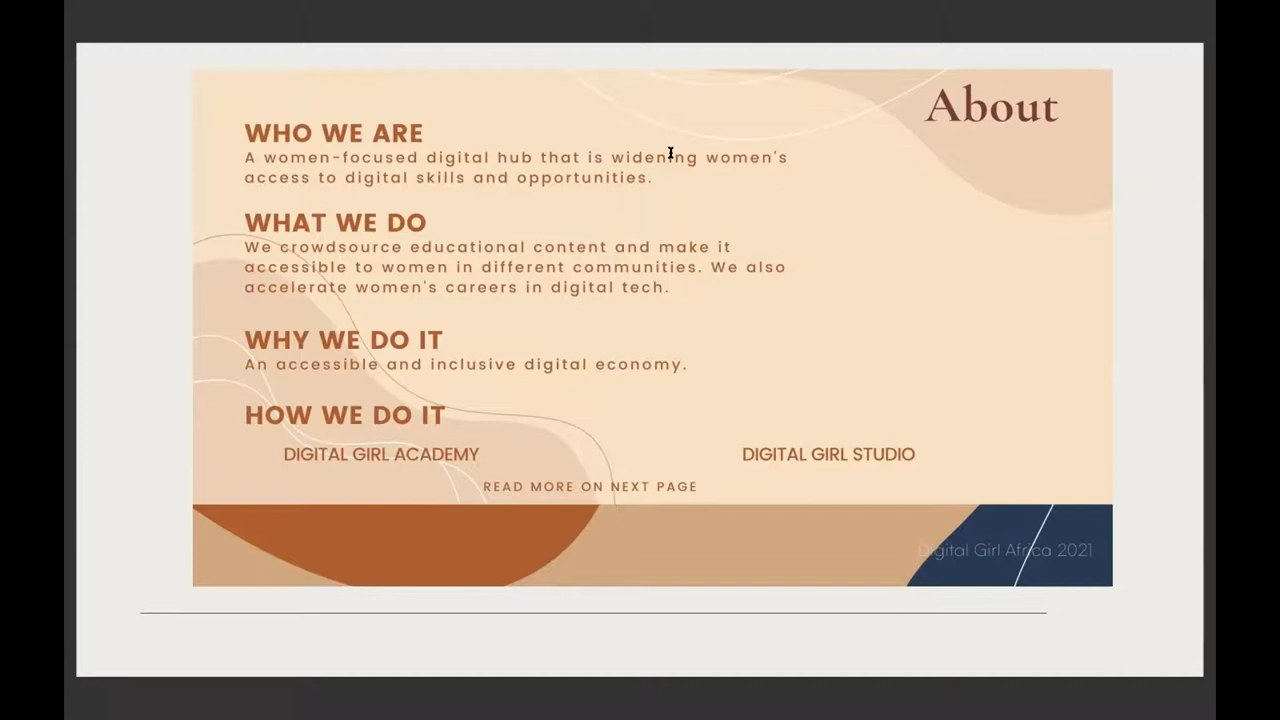 About
WHO WE ARE
A women-focused digital hub that is widening women's
access to digital skills and opportunities.
WHAT WE DO
We crowdsource educational content and make it
accessible to women in different communities. We also
accelerate women's careers in digital tech.
WHY WE DO IT
An accessible and inclusive digital economy.
HOW WE DO IT
DIGITAL GIRL ACADEMY
DIGITAL GIRL STUDIO
READ MORE ON NEXT PAGE
Digital Girl Africa 2021